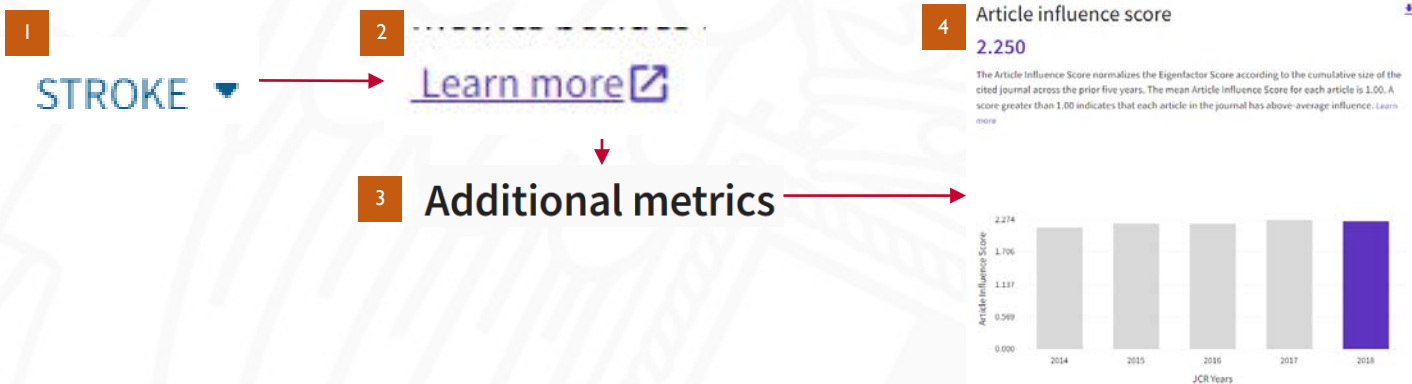 1
STROKE
2
Learn more
3
Additional metrics
4
Article influence score
2.250
The Article Influence Score normalizes the Eigenfactor Score according to the cumulative size of the
cited journal across the prior five years. The mean Article Influence Score for each article is 1.00. A
score greater than 1.00 indicates that each article in the journal has above-average influence. Learn
more
Article Influence Score
2.274
1.706
1.137
0.569
0.000
2014 2015 2016 2017 2018
JCR Years